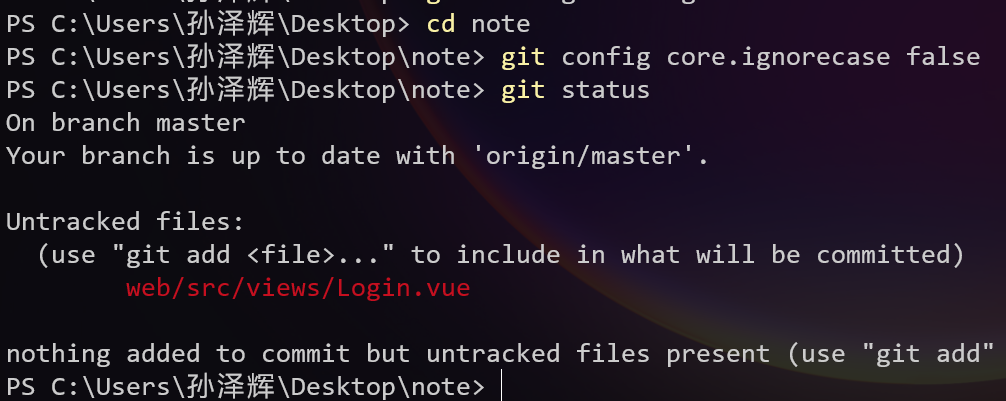 PS C:\Users\孙泽辉\Desktop> cd note
PS C:\Users\孙泽辉\Desktop\note> git config core.ignorecase false
PS C:\Users\孙泽辉\Desktop\note> git status
On branch master
Your branch is up to date with 'origin/master'.
Untracked files:
(use "git add <file>..." to include in what will be committed)
web/src/views/Login.vue
nothing added to commit but untracked files present (use "git add"
PS C:\Users\孙泽辉\Desktop\note>